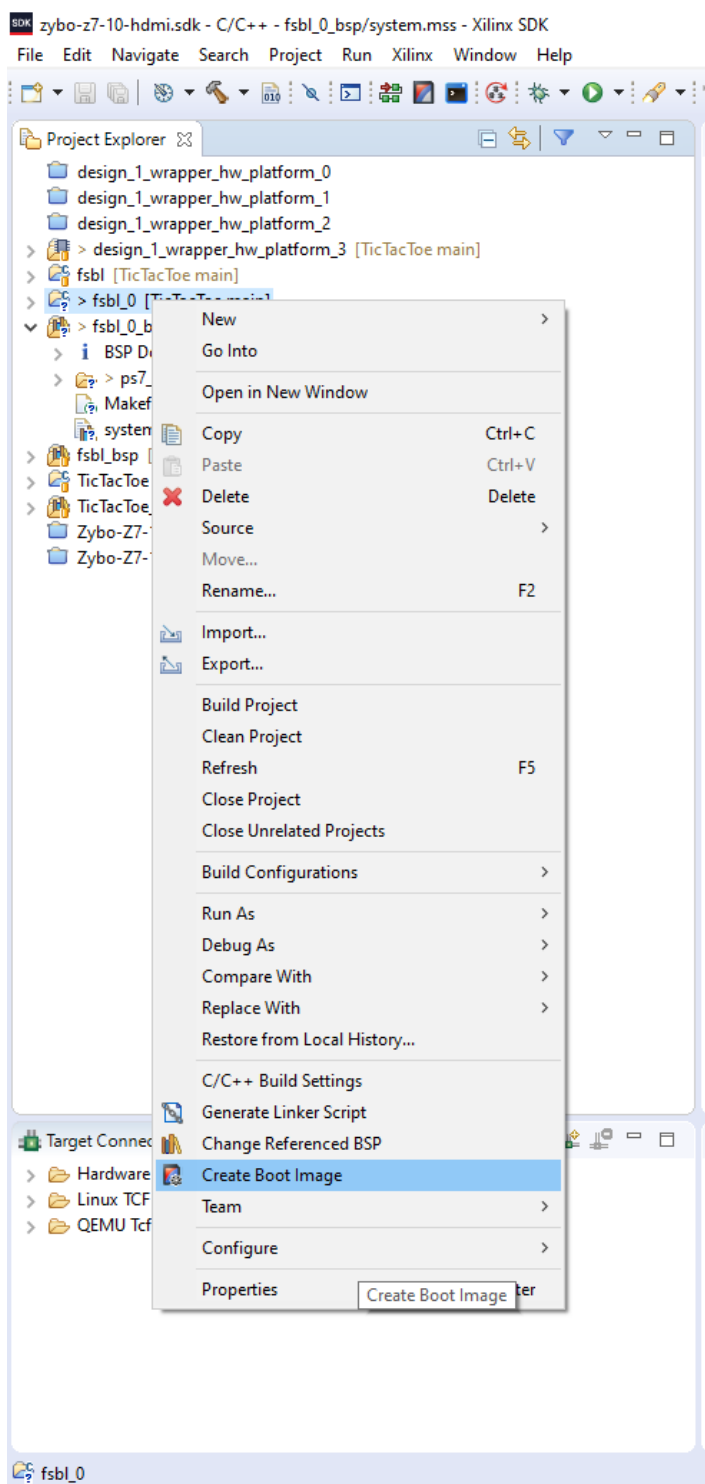 SDK zybo-z7-10-hdmi.sdk - C/C++ - fsbl_0_bsp/system.mss - Xilinx SDK
File Edit Navigate Search Project Run Xilinx Window Help
Project Explorer
design_1_wrapper_hw_platform_0
design_1_wrapper_hw_platform_1
design_1_wrapper_hw_platform_2
> design_1_wrapper_hw_platform_3 [TicTacToe main]
fsbl [TicTacToe main]
> fsbl_0 [TicTacToe main]
> fsbl_0_b
BSP D
> ps7_
Makef
system
fsbl_bsp [
TicTacToe
TicTacToe_
Zybo-Z7-
Zybo-Z7-
New
Go Into
Open in New Window
Copy Ctrl+C
Paste Ctrl+V
Delete Delete
Source
Move...
Rename... F2
Import...
Export...
Build Project
Clean Project
Refresh F5
Close Project
Close Unrelated Projects
Build Configurations
Run As
Debug As
Compare With
Replace With
Restore from Local History...
C/C++ Build Settings
Generate Linker Script
Change Referenced BSP
Create Boot Image
Team
Configure
Properties ter
Create Boot Image
Target Connec
Hardware
Linux TCF
QEMU Tcf
fsbl_0